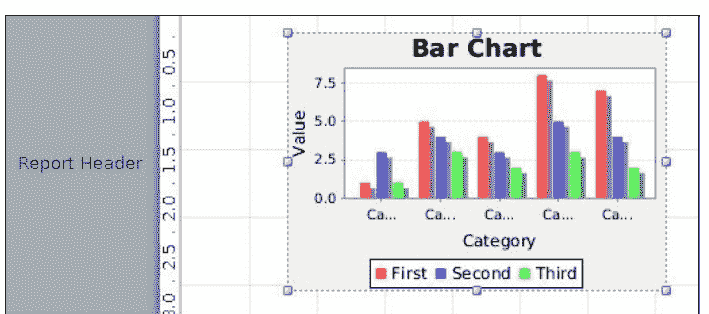 Report Header
0.5
1.0
1.5
2.0
2.5
3.0
Bar Chart
Value
7.5
5.0
2.5
0.0
Ca... Ca... Ca... Ca... Ca...
Category
First Second Third